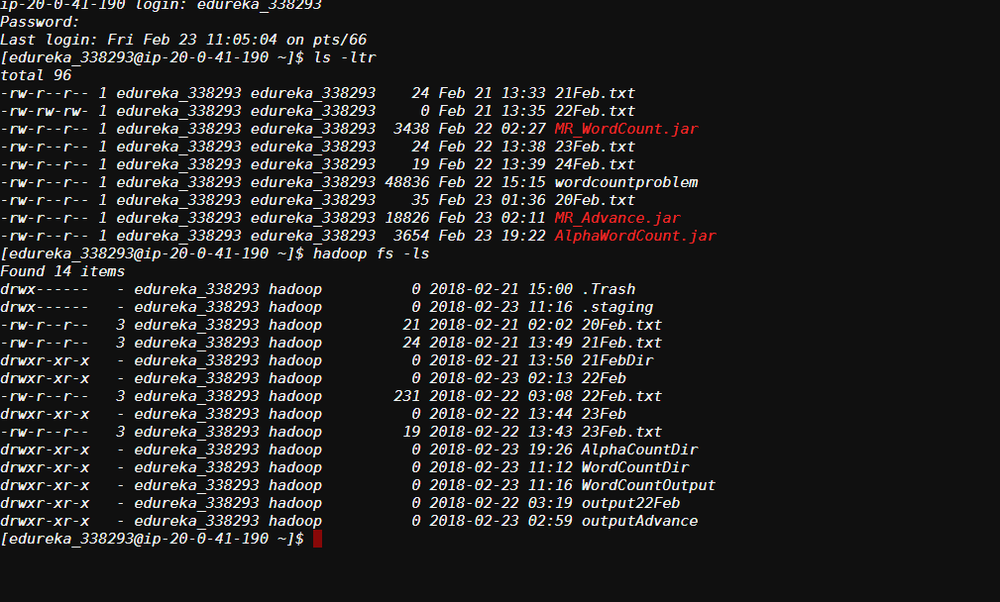 ip-20-0-41-190 login: edureka_338293
Password:
Last login: Fri Feb 23 11:05:04 on pts/66
[edureka_338293@ip-20-0-41-190 ~]$ ls -ltr
total 96
-rw-r--r-- 1 edureka_338293 edureka_338293    24 Feb 21 13:33 21Feb.txt
-rw-rw-rw- 1 edureka_338293 edureka_338293     0 Feb 21 13:35 22Feb.txt
-rw-r--r-- 1 edureka_338293 edureka_338293  3438 Feb 22 02:27 MR_WordCount.jar
-rw-r--r-- 1 edureka_338293 edureka_338293    24 Feb 22 13:38 23Feb.txt
-rw-r--r-- 1 edureka_338293 edureka_338293    19 Feb 22 13:39 24Feb.txt
-rw-r--r-- 1 edureka_338293 edureka_338293 48836 Feb 22 15:15 wordcountproblem
-rw-r--r-- 1 edureka_338293 edureka_338293    35 Feb 23 01:36 20Feb.txt
-rw-r--r-- 1 edureka_338293 edureka_338293 18826 Feb 23 02:11 MR_Advance.jar
-rw-r--r-- 1 edureka_338293 edureka_338293  3654 Feb 23 19:22 AlphaWordCount.jar
[edureka_338293@ip-20-0-41-190 ~]$ hadoop fs -ls
Found 14 items
drwx------   - edureka_338293 hadoop          0 2018-02-21 15:00 .Trash
drwx------   - edureka_338293 hadoop          0 2018-02-23 11:16 .staging
-rw-r--r--   3 edureka_338293 hadoop         21 2018-02-21 02:02 20Feb.txt
-rw-r--r--   3 edureka_338293 hadoop         24 2018-02-21 13:49 21Feb.txt
drwxr-xr-x   - edureka_338293 hadoop          0 2018-02-21 13:50 21FebDir
drwxr-xr-x   - edureka_338293 hadoop          0 2018-02-23 02:13 22Feb
-rw-r--r--   3 edureka_338293 hadoop        231 2018-02-22 03:08 22Feb.txt
drwxr-xr-x   - edureka_338293 hadoop          0 2018-02-22 13:44 23Feb
-rw-r--r--   3 edureka_338293 hadoop         19 2018-02-22 13:43 23Feb.txt
drwxr-xr-x   - edureka_338293 hadoop          0 2018-02-23 19:26 AlphaCountDir
drwxr-xr-x   - edureka_338293 hadoop          0 2018-02-23 11:12 WordCountDir
drwxr-xr-x   - edureka_338293 hadoop          0 2018-02-23 11:16 WordCountOutput
drwxr-xr-x   - edureka_338293 hadoop          0 2018-02-22 03:19 output22Feb
drwxr-xr-x   - edureka_338293 hadoop          0 2018-02-23 02:59 outputAdvance
[edureka_338293@ip-20-0-41-190 ~]$